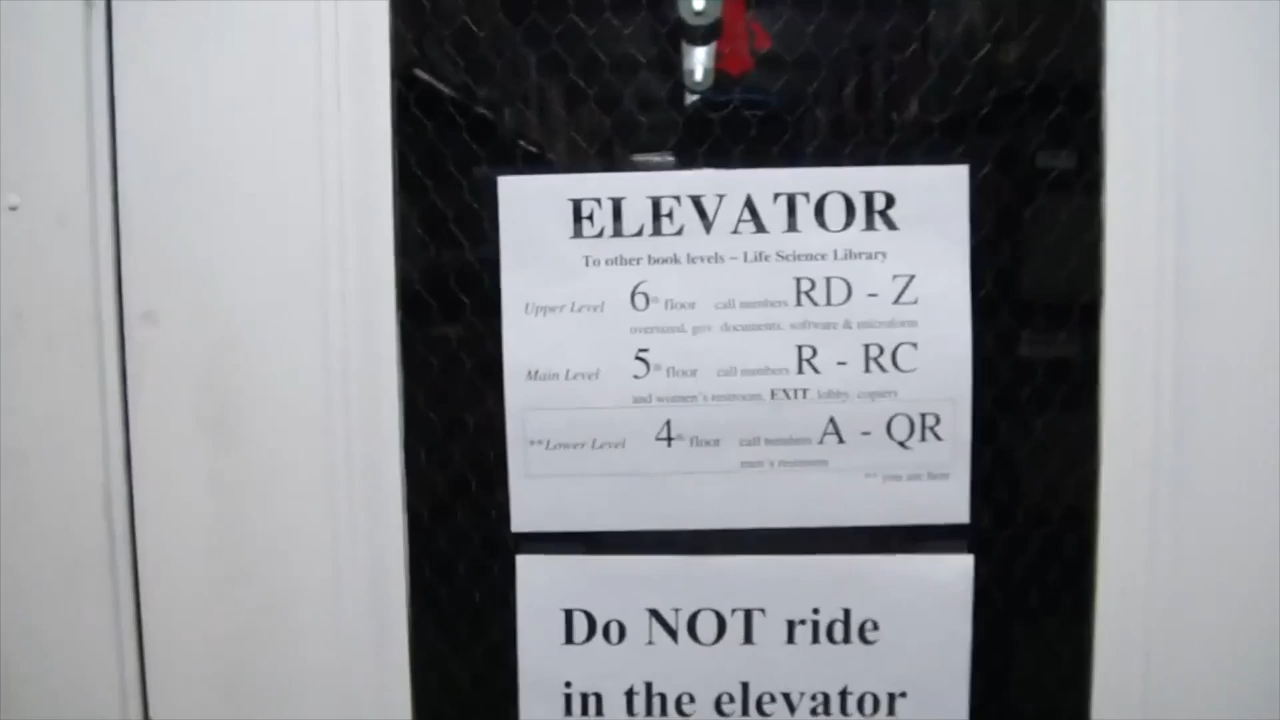 ELEVATOR
To other book levels – Life Science Library
Upper Level 6th floor call numbers RD - Z
oversized, gov. documents, software & microform
Main Level 5th floor call numbers R - RC
and women's restroom, EXIT, lobby, copiers
**Lower Level 4th floor call numbers A - QR
men's restroom
** you are here
Do NOT ride
in the elevator